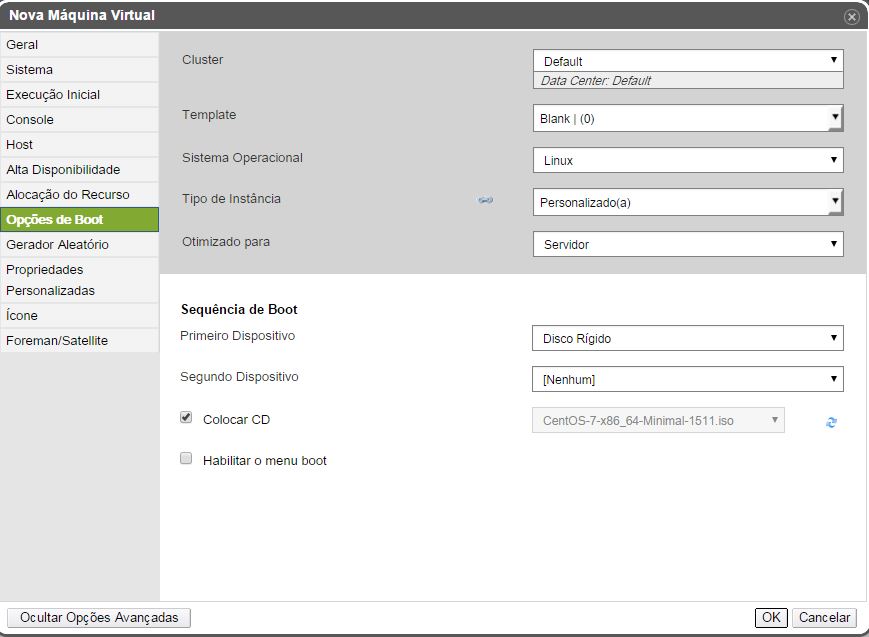 Nova Máquina Virtual
Geral
Sistema
Execução Inicial
Console
Host
Alta Disponibilidade
Alocação do Recurso
Opções de Boot
Gerador Aleatório
Propriedades
Personalizadas
Ícone
Foreman/Satellite
Cluster
Default
Data Center: Default
Template
Blank | (0)
Sistema Operacional
Linux
Tipo de Instância
Personalizado(a)
Otimizado para
Servidor
Sequência de Boot
Primeiro Dispositivo
Disco Rígido
Segundo Dispositivo
[Nenhum]
Colocar CD
CentOS-7-x86_64-Minimal-1511.iso
Habilitar o menu boot
Ocultar Opções Avançadas
OK
Cancelar